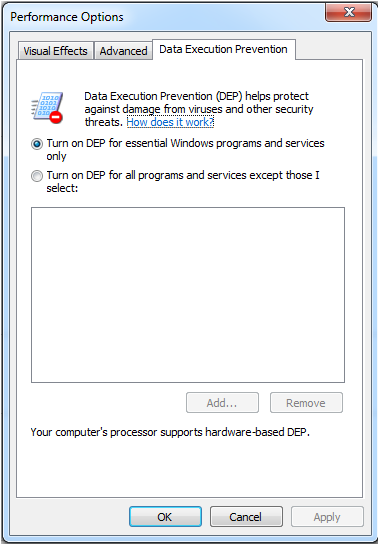 Performance Options
Visual Effects Advanced Data Execution Prevention
Data Execution Prevention (DEP) helps protect
against damage from viruses and other security
threats. How does it work?
Turn on DEP for essential Windows programs and services
only
Turn on DEP for all programs and services except those I
select:
Add... Remove
Your computer's processor supports hardware-based DEP.
OK Cancel Apply